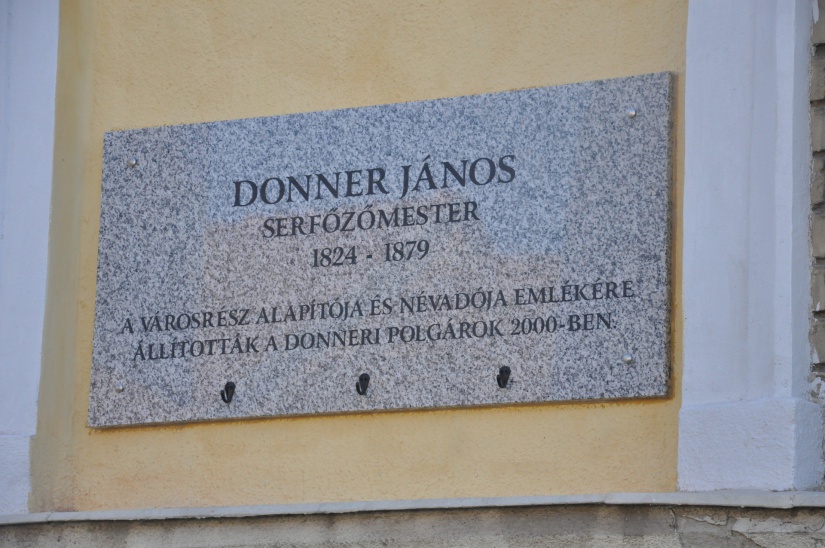 DONNER JÁNOS
SERFŐZŐMESTER
1824 - 1879
A VÁROSRÉSZ ALAPÍTÓJA ÉS NÉVADÓJA EMLÉKÉRE
ÁLLÍTOTTÁK A DONNERI POLGÁROK 2000-BEN.